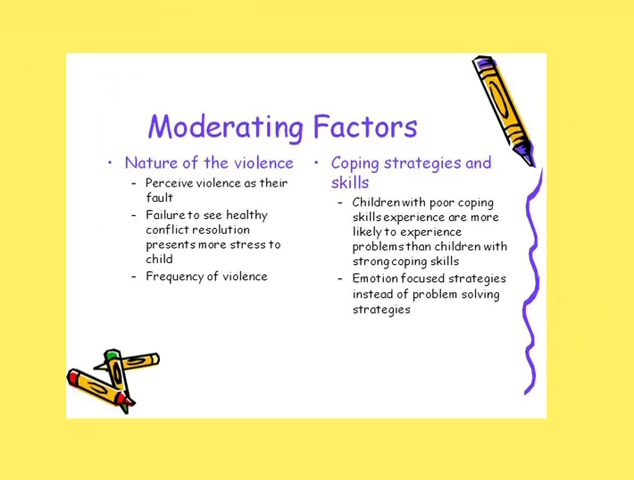 Moderating Factors
• Nature of the violence
– Perceive violence as their
fault
– Failure to see healthy
conflict resolution
presents more stress to
child
– Frequency of violence
• Coping strategies and
skills
– Children with poor coping
skills experience are more
likely to experience
problems than children with
strong coping skills
– Emotion focused strategies
instead of problem solving
strategies